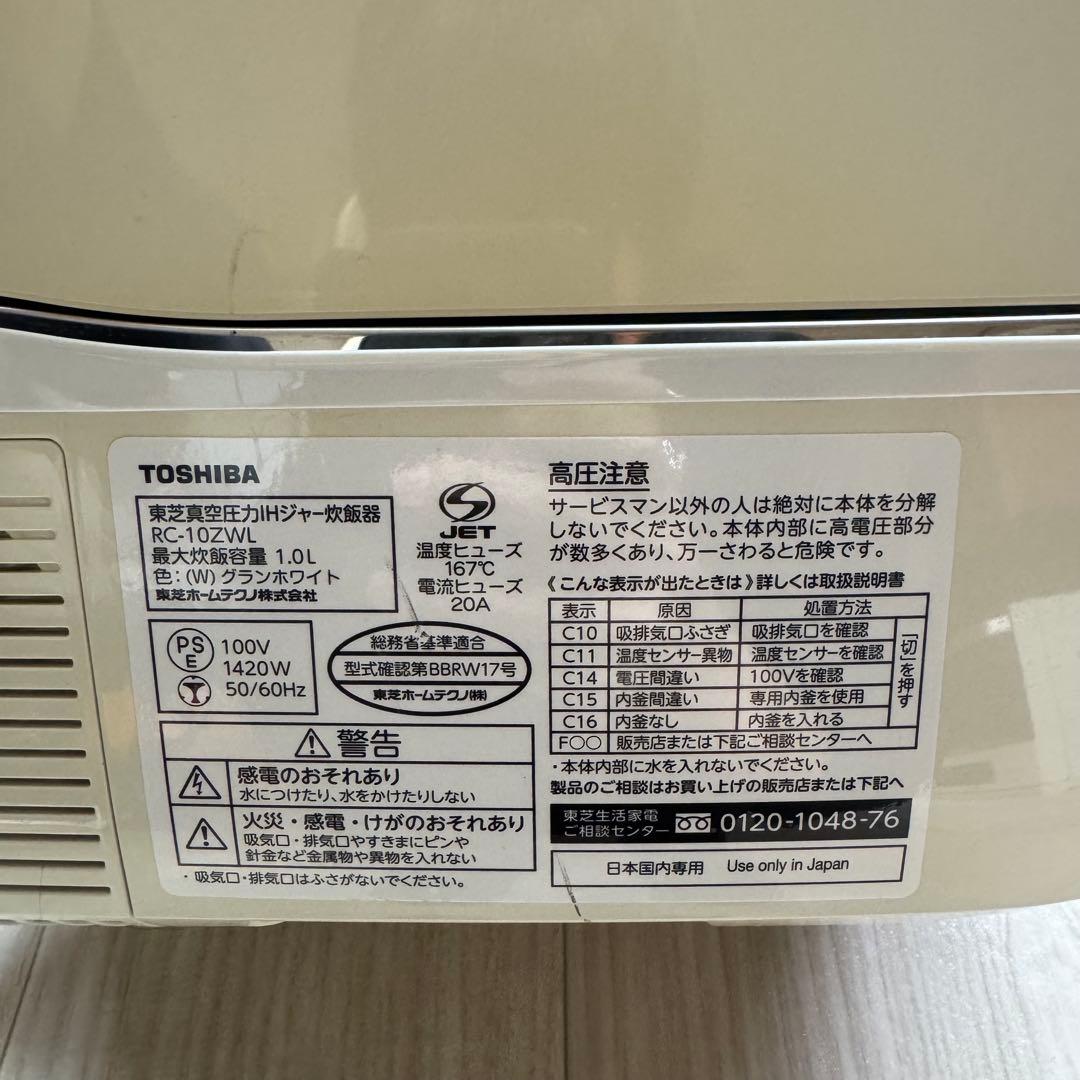 TOSHIBA
東芝真空圧力IHジャー炊飯器
RC-10ZWL
最大炊飯容量 1.0L
色:(W) グランホワイト
東芝ホームテクノ株式会社
JET
温度ヒューズ
167℃
電流ヒューズ
20A
PS
E
100V
1420W
50/60Hz
総務省基準適合
型式確認第BBRW17号
東芝ホームテクノ(株)
警告
感電のおそれあり
水につけたり、水をかけたりしない
火災・感電・けがのおそれあり
吸気口・排気口やすきまにピンや
針金など金属物や異物を入れない
・吸気口・排気口はふさがないでください。
高圧注意
サービスマン以外の人は絶対に本体を分解
しないでください。本体内部に高電圧部分
が数多くあり、万一さわると危険です。
《こんな表示が出たときは》詳しくは取扱説明書
表示 原因 処置方法
C10 吸排気口ふさぎ 吸排気口を確認
C11 温度センサー異物 温度センサーを確認
C14 電圧間違い 100Vを確認
C15 内釜間違い 専用内釜を使用
C16 内釜なし 内釜を入れる
「切」を押す
F○○ 販売店または下記ご相談センターへ
・本体内部に水を入れないでください。
製品のご相談はお買い上げの販売店または下記へ
東芝生活家電
ご相談センター 0120-1048-76
日本国内専用 Use only in Japan